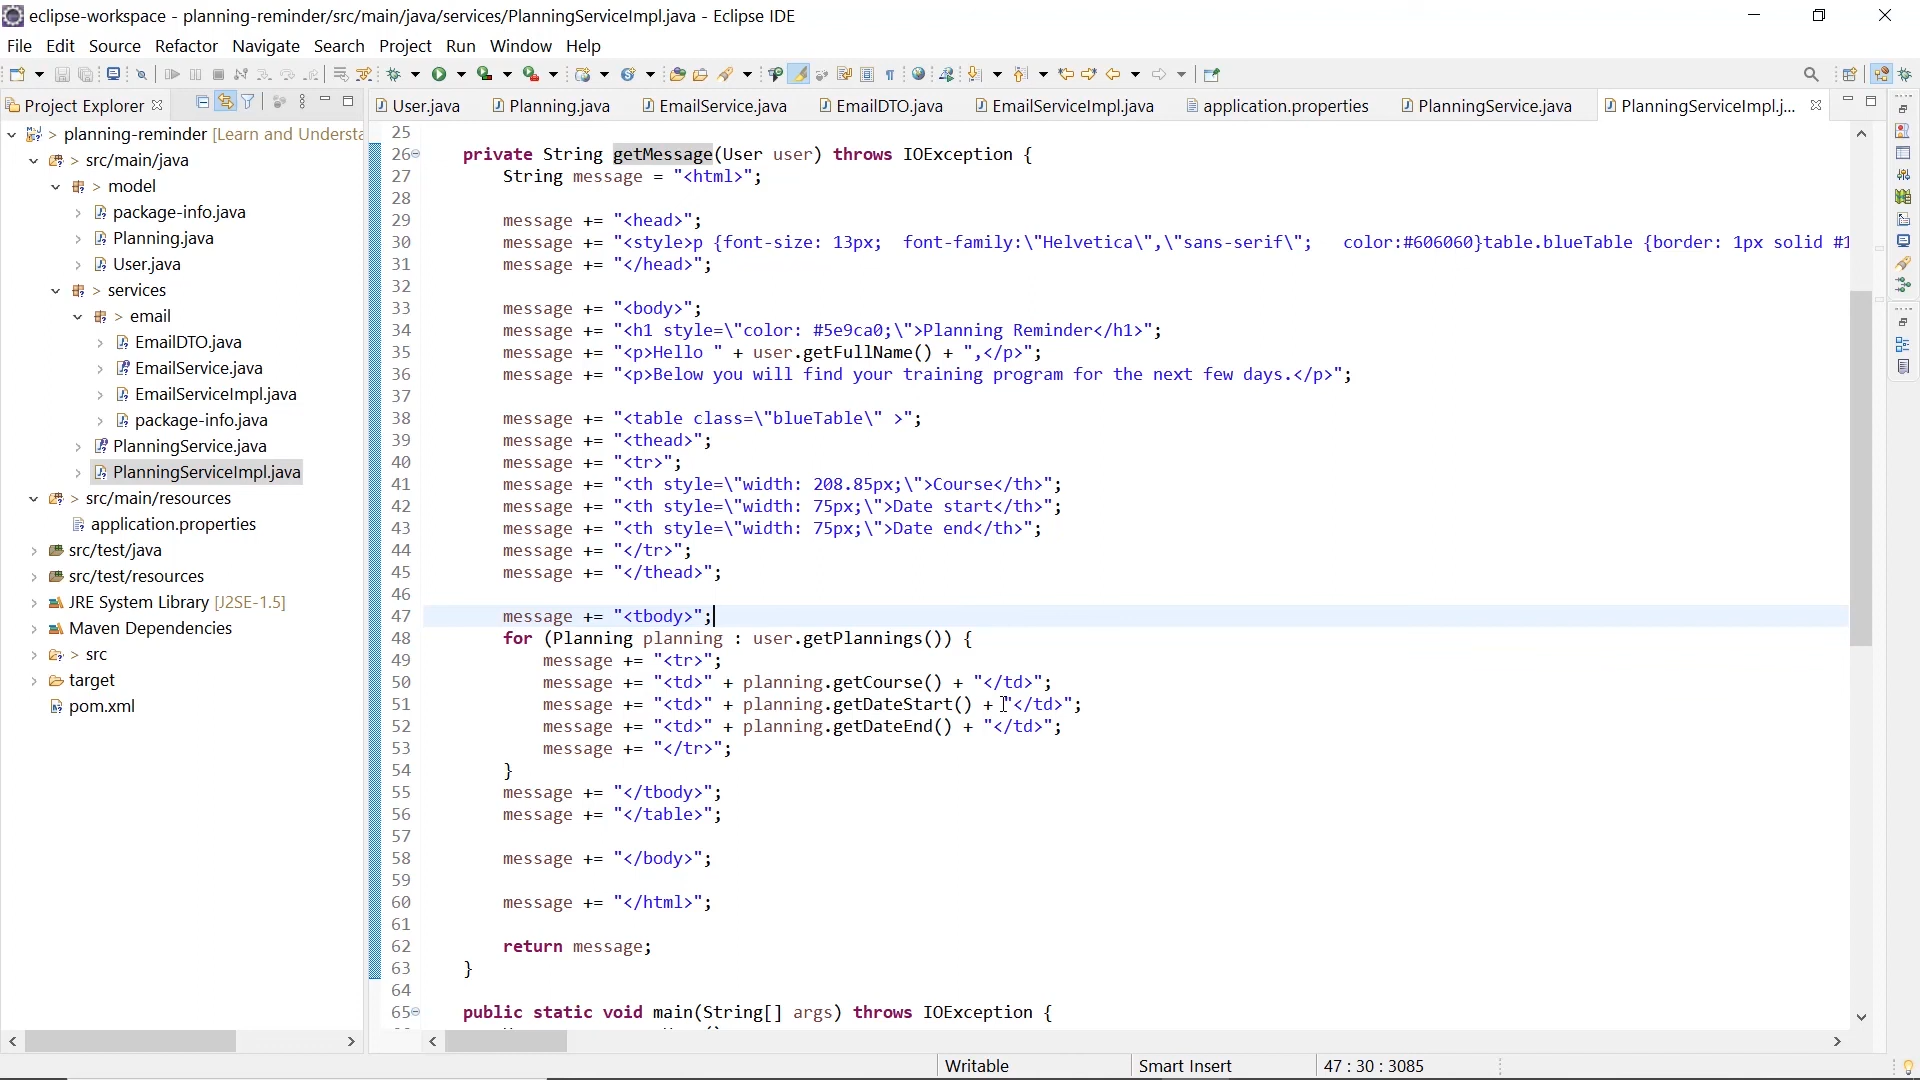 eclipse-workspace - planning-reminder/src/main/java/services/PlanningServiceImpl.java - Eclipse IDE
File Edit Source Refactor Navigate Search Project Run Window Help
Project Explorer
User.java Planning.java EmailService.java EmailDTO.java EmailServiceImpl.java application.properties PlanningService.java PlanningServiceImpl.j...
> planning-reminder [Learn and Understa
> src/main/java
> model
package-info.java
Planning.java
User.java
> services
> email
EmailDTO.java
EmailService.java
EmailServiceImpl.java
package-info.java
PlanningService.java
PlanningServiceImpl.java
> src/main/resources
application.properties
src/test/java
src/test/resources
JRE System Library [J2SE-1.5]
Maven Dependencies
> src
target
pom.xml
25
26 private String getMessage(User user) throws IOException {
27 String message = "<html>";
28
29 message += "<head>";
30 message += "<style>p {font-size: 13px;  font-family:\"Helvetica\",\"sans-serif\";   color:#606060}table.blueTable {border: 1px solid #1
31 message += "</head>";
32
33 message += "<body>";
34 message += "<h1 style=\"color: #5e9ca0;\">Planning Reminder</h1>";
35 message += "<p>Hello " + user.getFullName() + ",</p>";
36 message += "<p>Below you will find your training program for the next few days.</p>";
37
38 message += "<table class=\"blueTable\" >";
39 message += "<thead>";
40 message += "<tr>";
41 message += "<th style=\"width: 208.85px;\">Course</th>";
42 message += "<th style=\"width: 75px;\">Date start</th>";
43 message += "<th style=\"width: 75px;\">Date end</th>";
44 message += "</tr>";
45 message += "</thead>";
46
47 message += "<tbody>";
48 for (Planning planning : user.getPlannings()) {
49 message += "<tr>";
50 message += "<td>" + planning.getCourse() + "</td>";
51 message += "<td>" + planning.getDateStart() + "</td>";
52 message += "<td>" + planning.getDateEnd() + "</td>";
53 message += "</tr>";
54 }
55 message += "</tbody>";
56 message += "</table>";
57
58 message += "</body>";
59
60 message += "</html>";
61
62 return message;
63 }
64
65 public static void main(String[] args) throws IOException {
Writable Smart Insert 47 : 30 : 3085